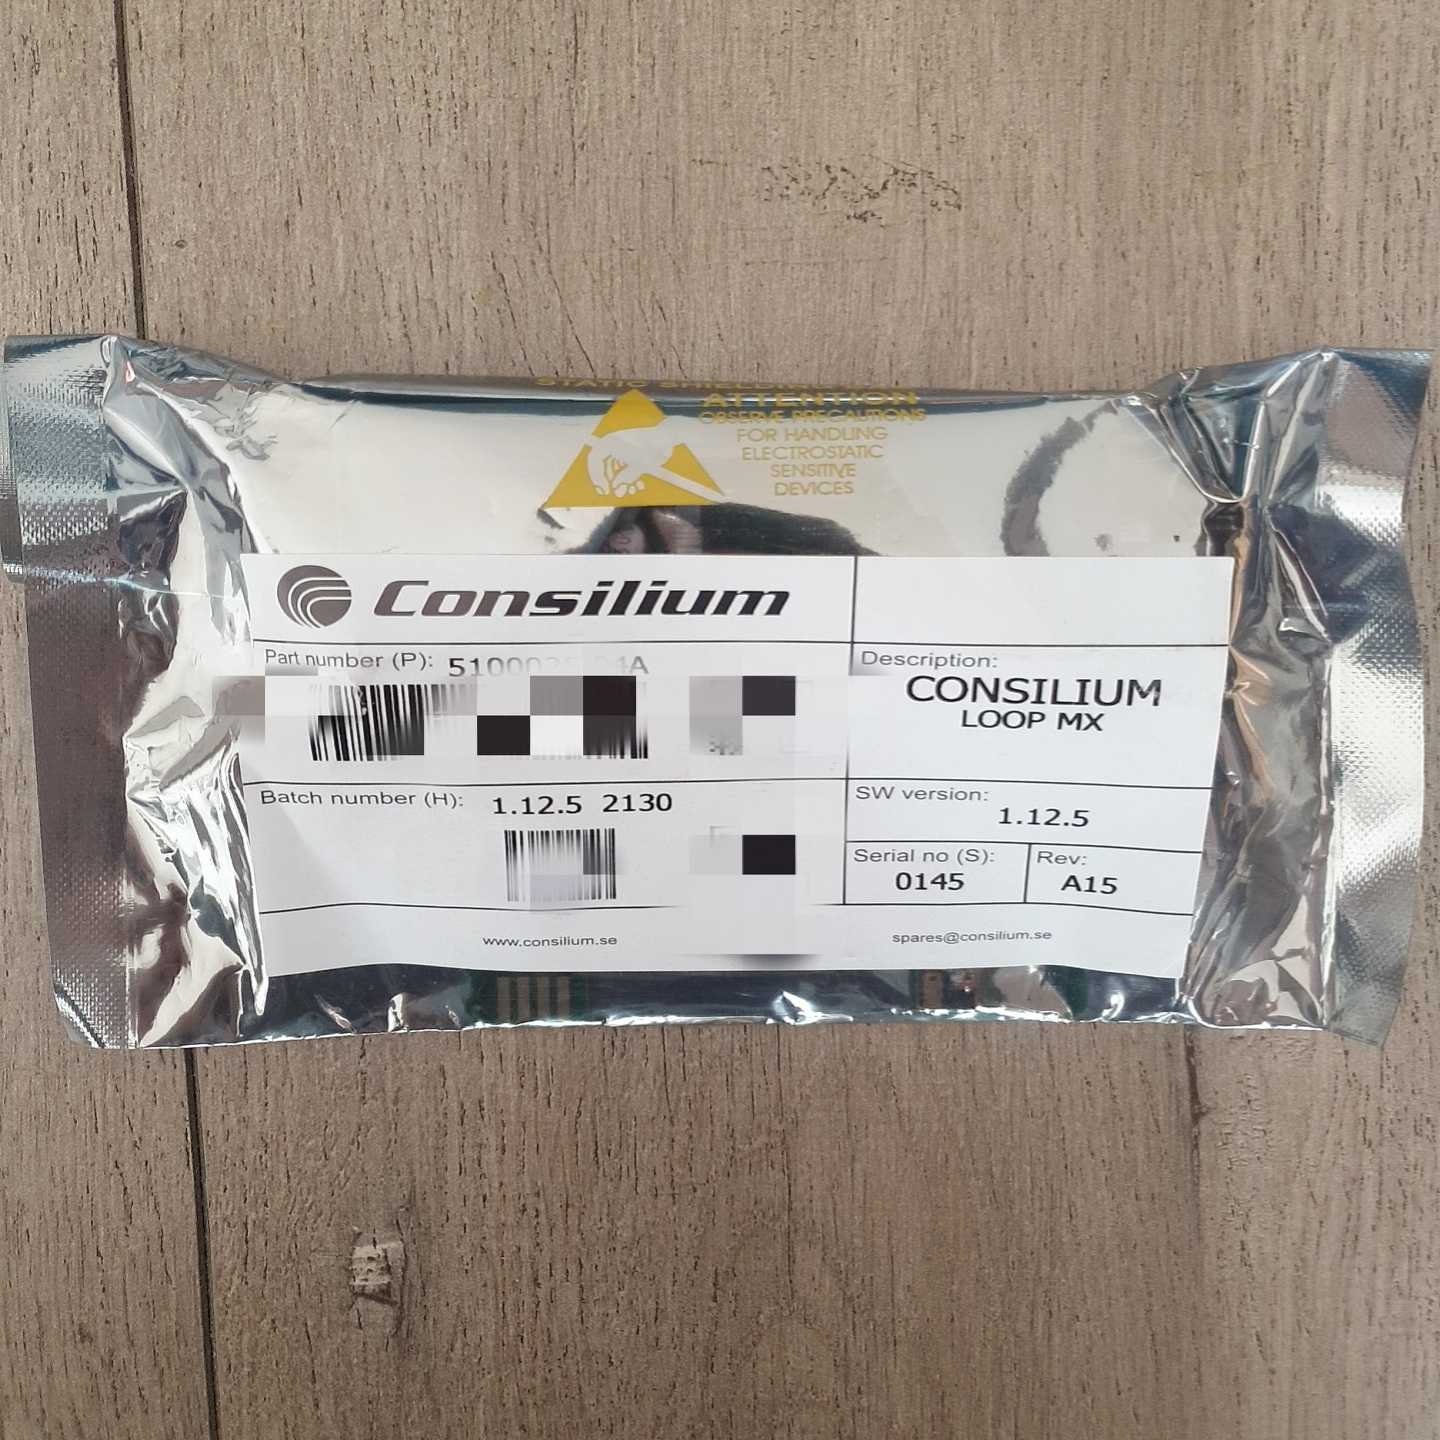 ATTENTION
OBSERVE PRECAUTIONS
FOR HANDLING
ELECTROSTATIC
SENSITIVE
DEVICES
Consilium
Part number (P):
Description:
CONSILIUM
LOOP MX
Batch number (H): 1.12.5 2130
SW version:
1.12.5
Serial no (S):
0145
Rev:
A15
www.consilium.se
spares@consilium.se